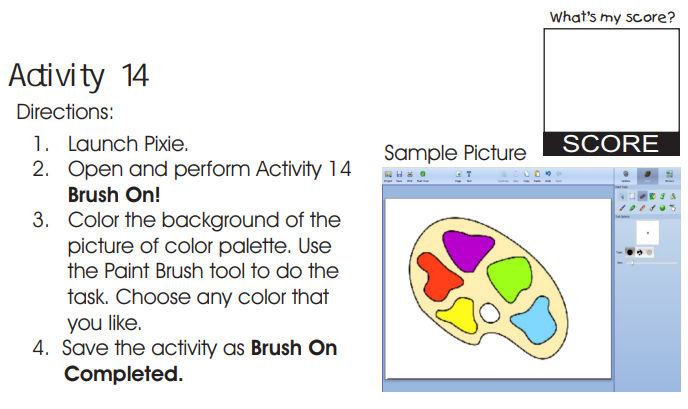 What's my score?
Activity 14
Directions:
SCORE
1. Launch Pixie.
Sample Picture
2. Open and perform Activity 14
Brush On!
3. Color the background of the
picture of color palette. Use
the Paint Brush tool to do the
task. Choose any color that
you like.
4. Save the activity as Brush On
Completed.